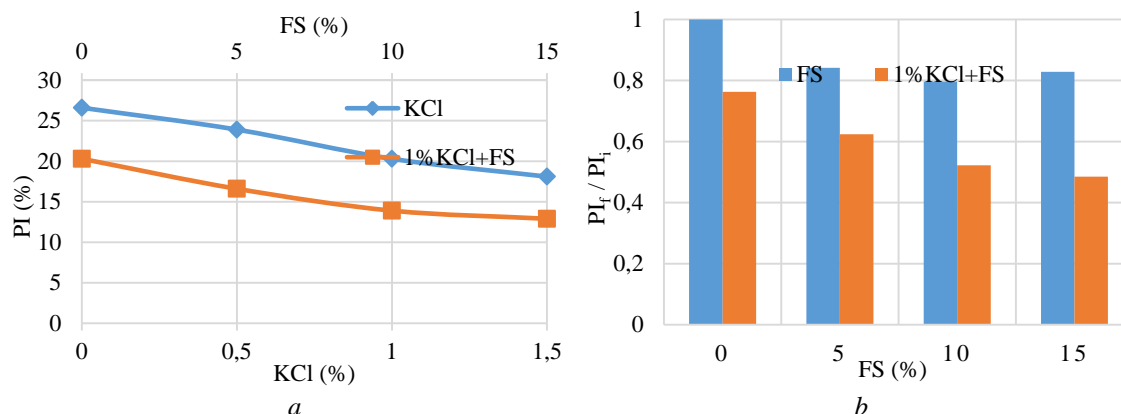 FS (%)
0 5 10 15
30
25
20
15
10
5
0
PI (%)
KCl
1%KCl+FS
0 0,5 1 1,5
KCl (%)
a
1
0,8
0,6
0,4
0,2
0
PI_f / PI_i
FS 1%KCl+FS
0 5 10 15
FS (%)
b